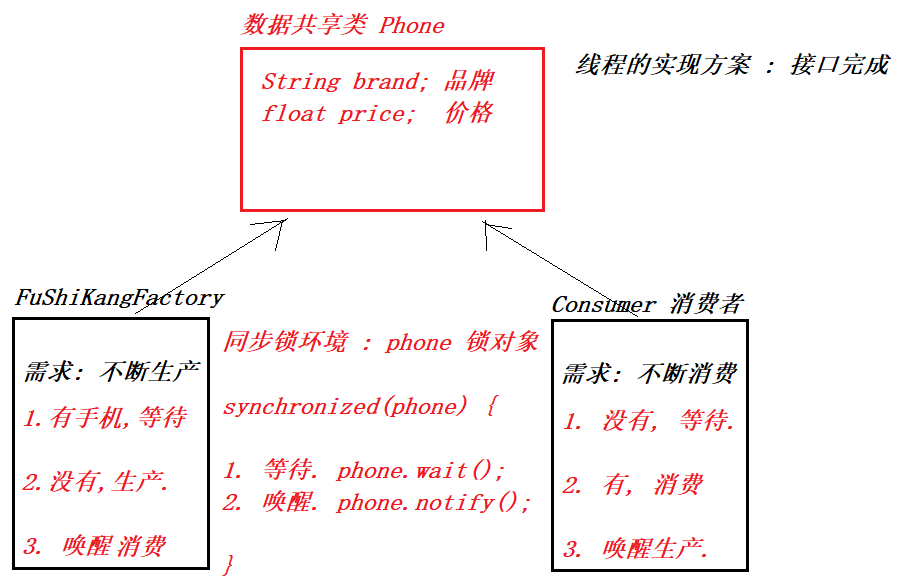 数据共享类 Phone
String brand; 品牌
float price; 价格
线程的实现方案 : 接口完成
FuShiKangFactory
需求: 不断生产
1.有手机,等待
2.没有,生产.
3. 唤醒 消费
同步锁环境 : phone 锁对象
synchronized(phone) {
1. 等待. phone.wait();
2. 唤醒. phone.notify();
}
Consumer 消费者
需求: 不断消费
1. 没有, 等待.
2. 有, 消费
3. 唤醒生产.